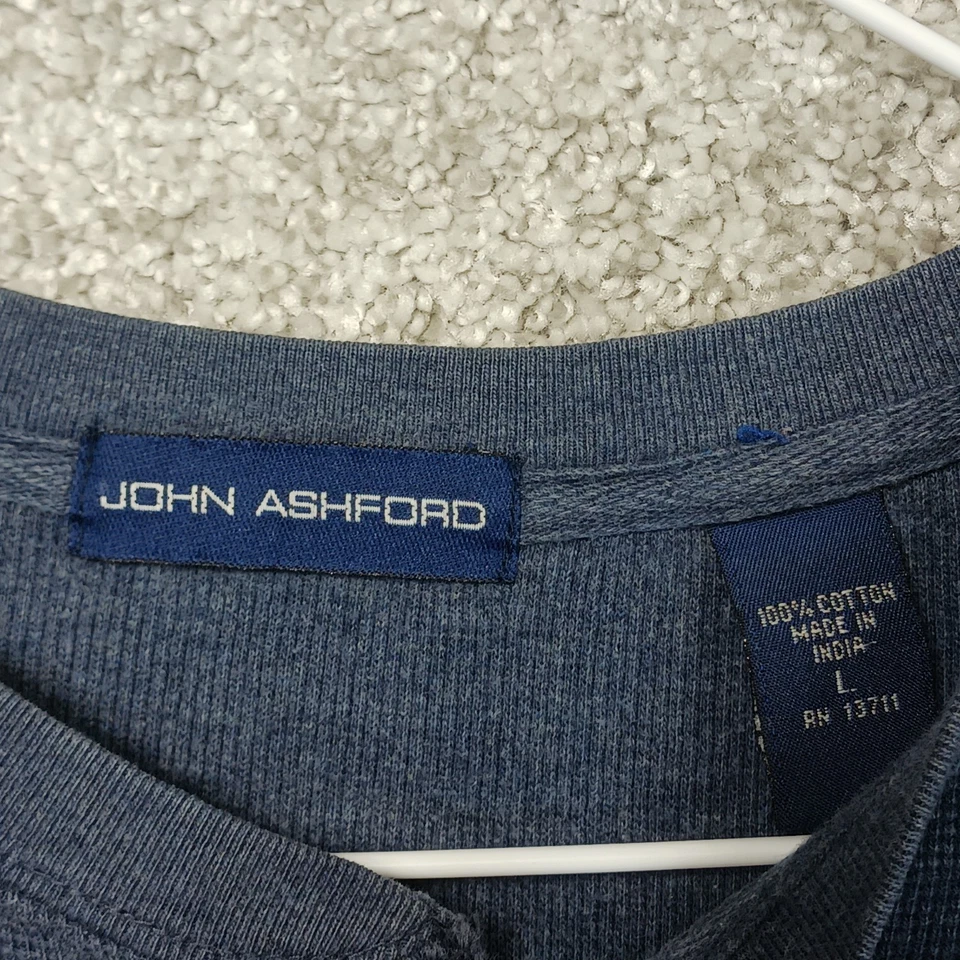 JOHN ASHFORD
100% COTTON
MADE IN
INDIA
L
RN 13711